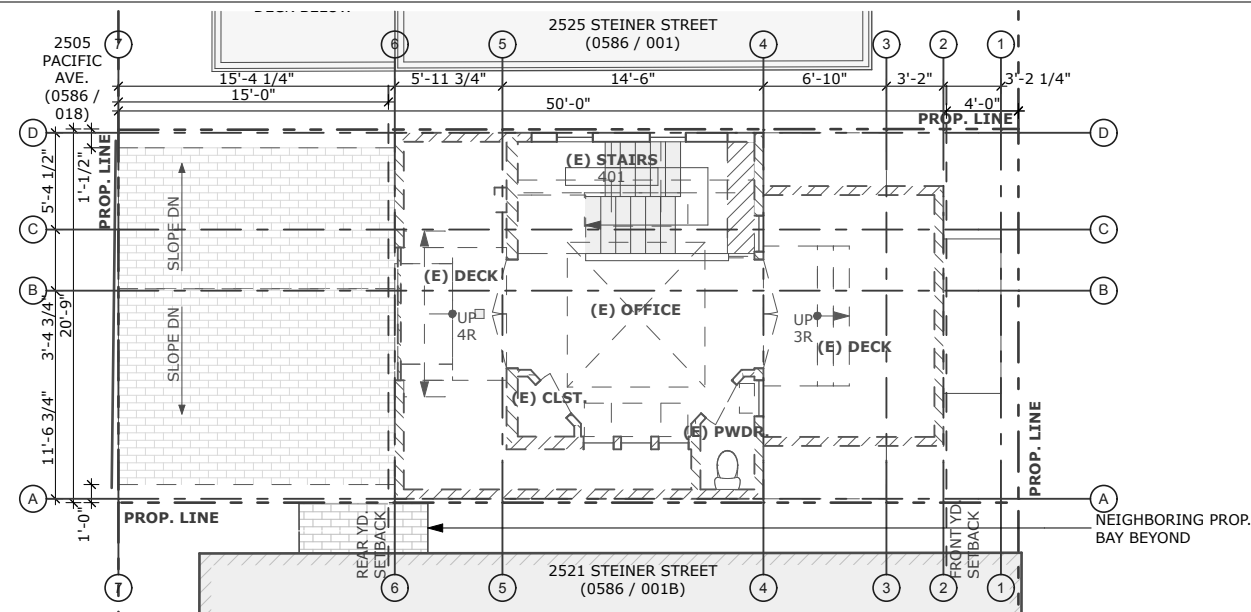 2525 STEINER STREET
(0586 / 001)
2505
PACIFIC
AVE.
(0586 /
018)
7
6
5
4
3
2
1
15'-4 1/4"
5'-11 3/4"
14'-6"
6'-10"
3'-2"
3'-2 1/4"
15'-0"
50'-0"
4'-0"
PROP. LINE
D
D
5'-4 1/2"
1'-1/2"
PROP. LINE
SLOPE DN
(E) STAIRS
401
C
C
(E) DECK
B
B
3'-4 3/4"
20'-9"
SLOPE DN
UP
4R
(E) OFFICE
UP
3R
(E) DECK
(E) CLST.
(E) PWDR.
11'-6 3/4"
PROP. LINE
A
A
1'-0"
PROP. LINE
REAR YD.
SETBACK
FRONT YD.
SETBACK
NEIGHBORING PROP.
BAY BEYOND
2521 STEINER STREET
(0586 / 001B)
7
6
5
4
3
2
1